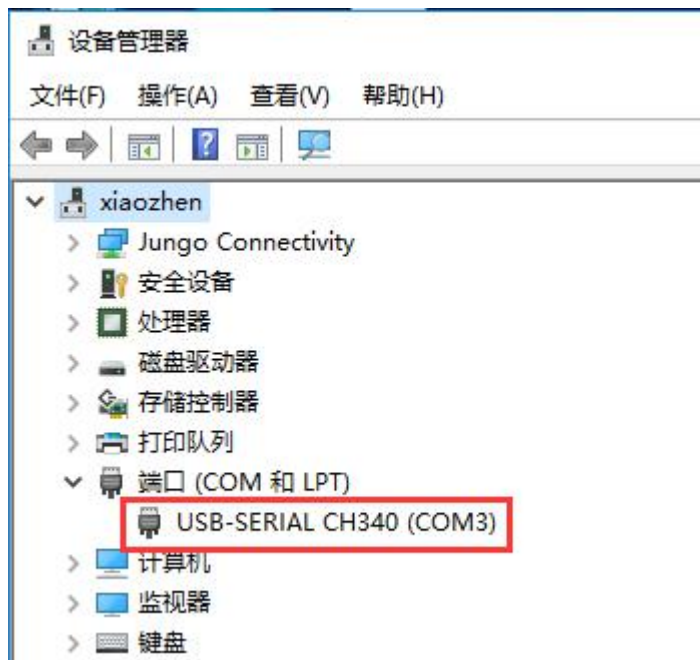 设备管理器
文件(F) 操作(A) 查看(V) 帮助(H)
xiaozhen
Jungo Connectivity
安全设备
处理器
磁盘驱动器
存储控制器
打印队列
端口 (COM 和 LPT)
USB-SERIAL CH340 (COM3)
计算机
监视器
键盘